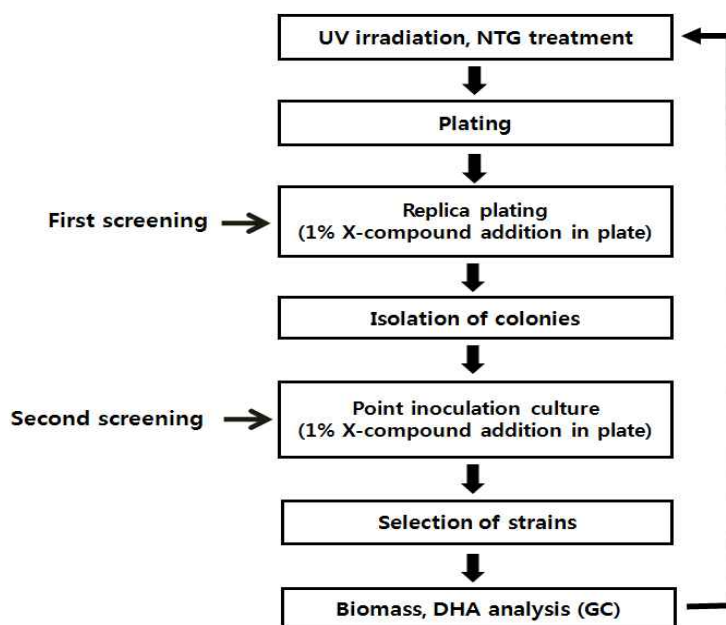 UV irradiation, NTG treatment
Plating
First screening
Replica plating
(1% X-compound addition in plate)
Isolation of colonies
Second screening
Point inoculation culture
(1% X-compound addition in plate)
Selection of strains
Biomass, DHA analysis (GC)